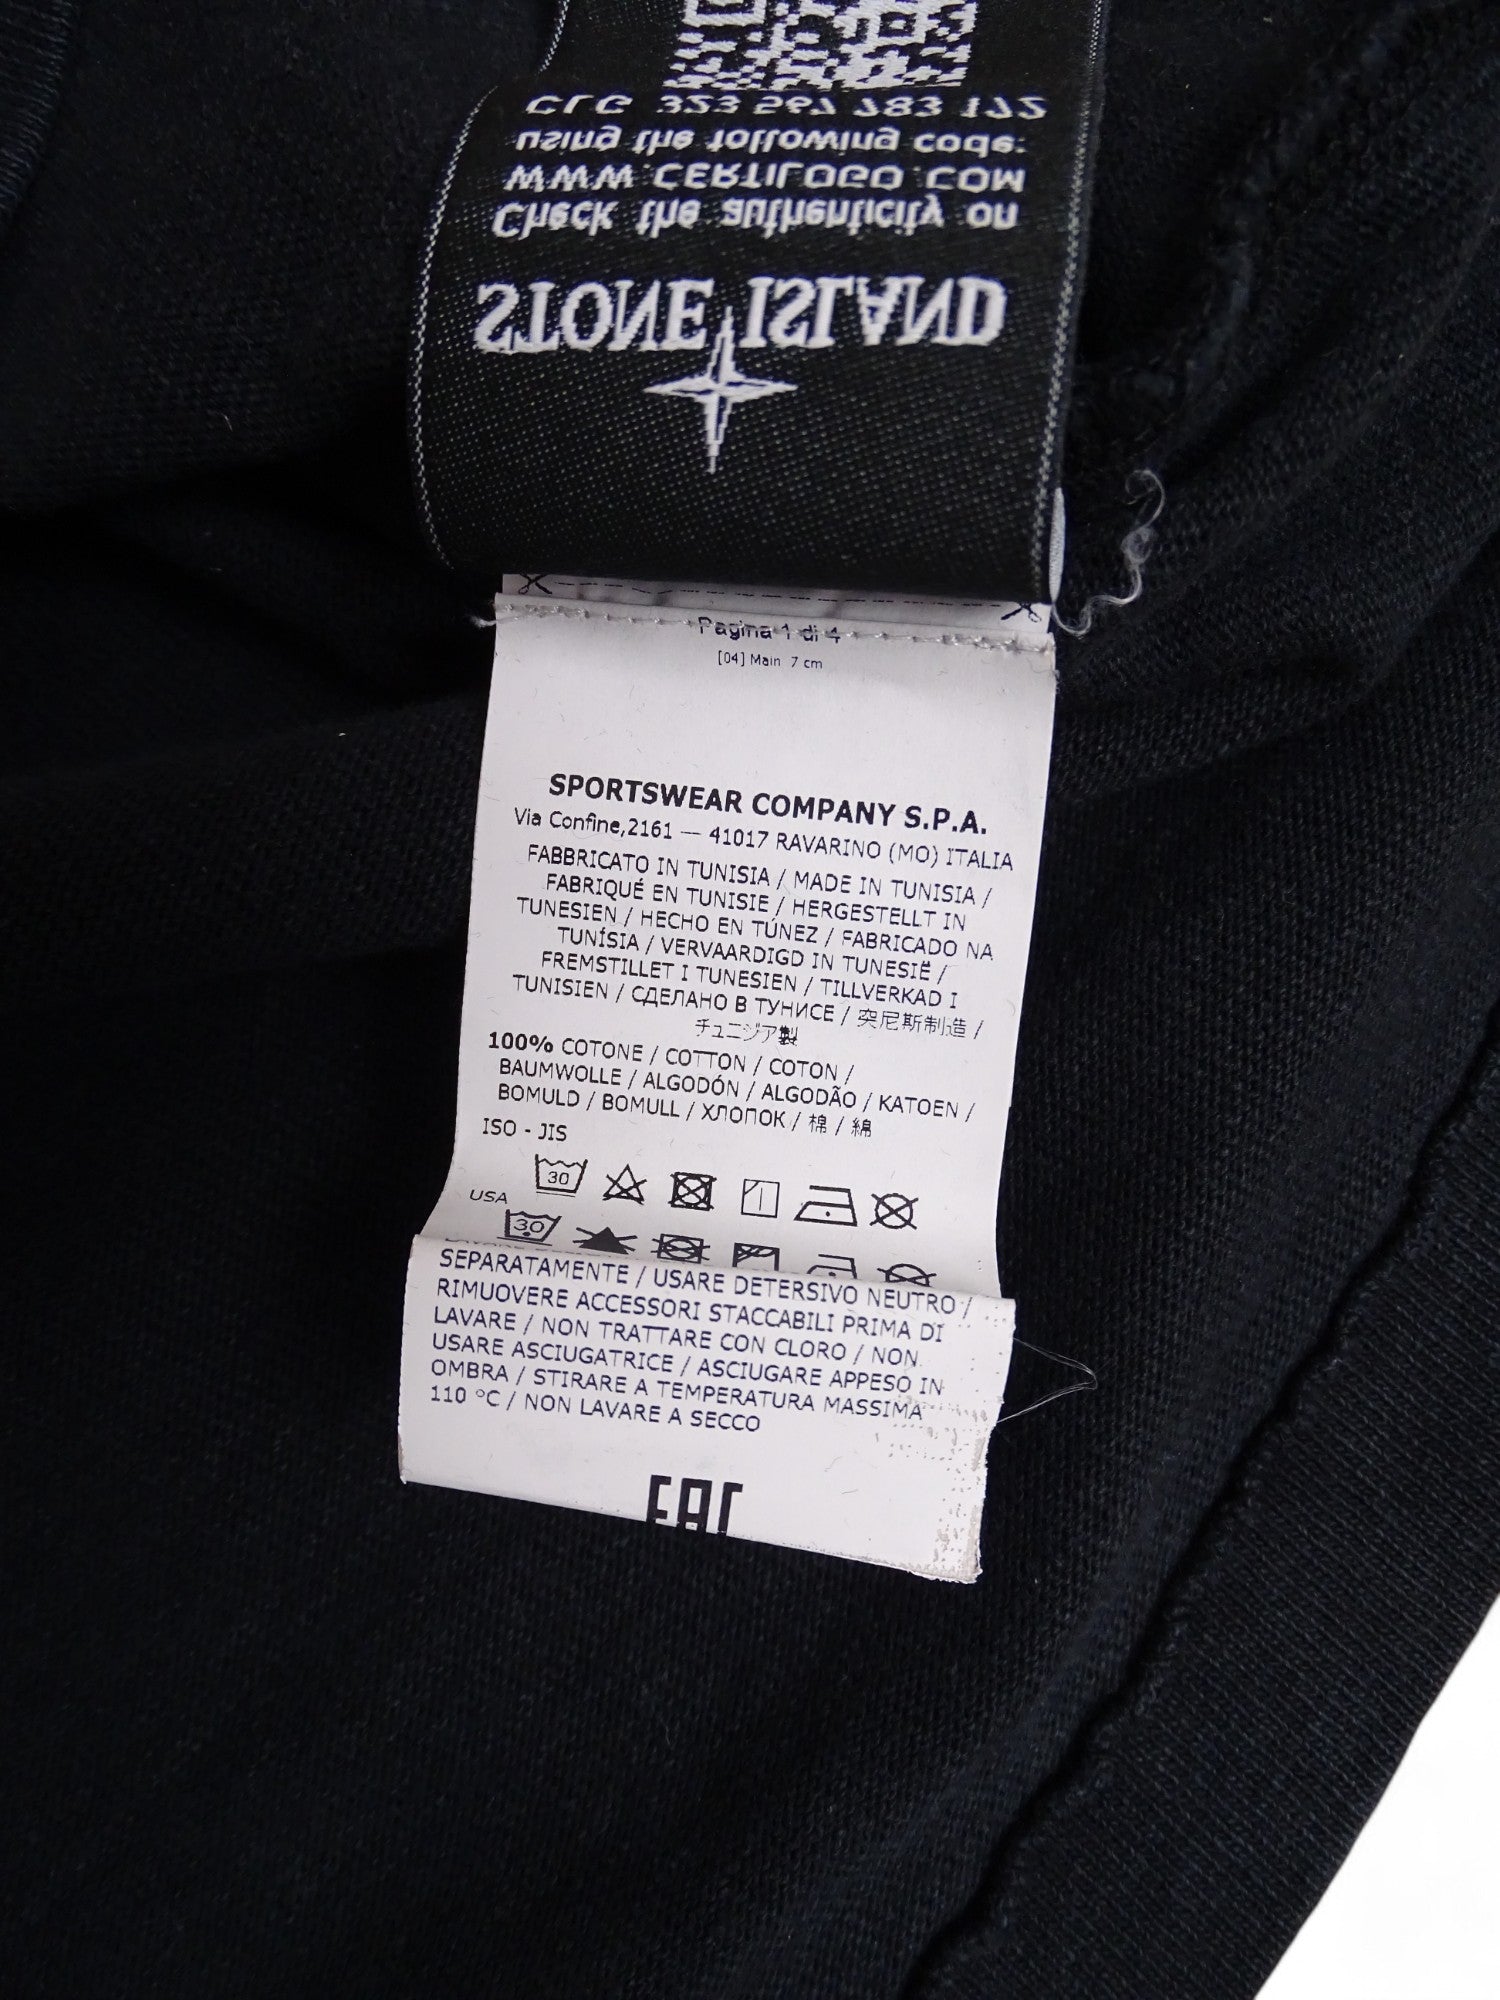 STONE ISLAND
Check the authenticity on
WWW.CERTILOGO.COM
using the following code:
CLG 323 567 783 172
Pagina 1 di 4
[04] Main 7 cm
SPORTSWEAR COMPANY S.P.A.
Via Confine,2161 — 41017 RAVARINO (MO) ITALIA
FABBRICATO IN TUNISIA / MADE IN TUNISIA /
FABRIQUÉ EN TUNISIE / HERGESTELLT IN
TUNESIEN / HECHO EN TÚNEZ / FABRICADO NA
TUNÍSIA / VERVAARDIGD IN TUNESIË /
FREMSTILLET I TUNESIEN / TILLVERKAD I
TUNISIEN / СДЕЛАНО В ТУНИСЕ / 突尼斯制造 /
チュニジア製
100% COTONE / COTTON / COTON /
BAUMWOLLE / ALGODÓN / ALGODÃO / KATOEN /
BOMULD / BOMULL / ХЛОПОК / 棉 / 綿
ISO - JIS
30
USA
30
SEPARATAMENTE / USARE DETERSIVO NEUTRO /
RIMUOVERE ACCESSORI STACCABILI PRIMA DI
LAVARE / NON TRATTARE CON CLORO / NON
USARE ASCIUGATRICE / ASCIUGARE APPESO IN
OMBRA / STIRARE A TEMPERATURA MASSIMA
110 °C / NON LAVARE A SECCO
EAC